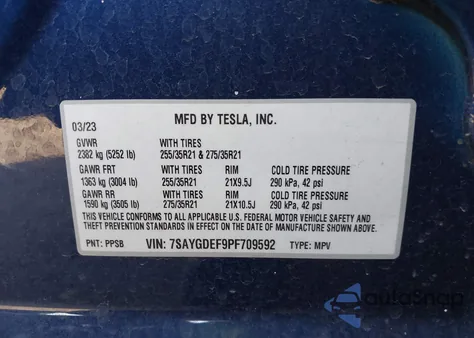 MFD BY TESLA, INC.
03/23
GVWR WITH TIRES
2382 kg (5252 lb) 255/35R21 & 275/35R21
GAWR FRT WITH TIRES RIM COLD TIRE PRESSURE
1363 kg (3004 lb) 255/35R21 21X9.5J 290 kPa, 42 psi
GAWR RR WITH TIRES RIM COLD TIRE PRESSURE
1590 kg (3505 lb) 275/35R21 21X10.5J 290 kPa, 42 psi
THIS VEHICLE CONFORMS TO ALL APPLICABLE U.S. FEDERAL MOTOR VEHICLE SAFETY AND
THEFT PREVENTION STANDARDS IN EFFECT ON THE DATE OF MANUFACTURE SHOWN ABOVE.
PNT: PPSB VIN: 7SAYGDEF9PF709592 TYPE: MPV
autoSnap